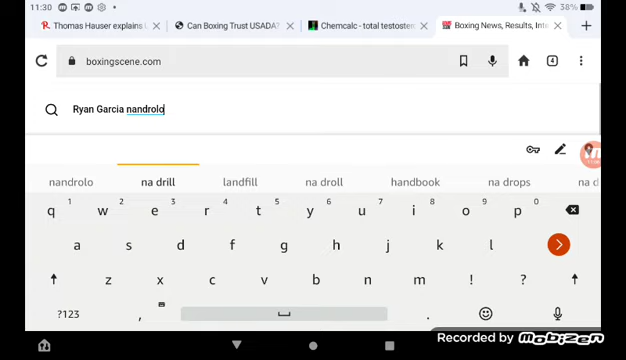 11:30 38%
Thomas Hauser explains Can Boxing Trust USADA? Chemcalc - total testoste Boxing News, Results, Inte
boxingscene.com 4
Ryan Garcia nandrolo
nandrolo na drill landfill na droll handbook na drops na d
1 2 3 4 5 6 7 8 9 0
q w e r t y u i o p
a s d f g h j k l
z x c v b n m ! ?
?123 , .
Recorded by mobizen